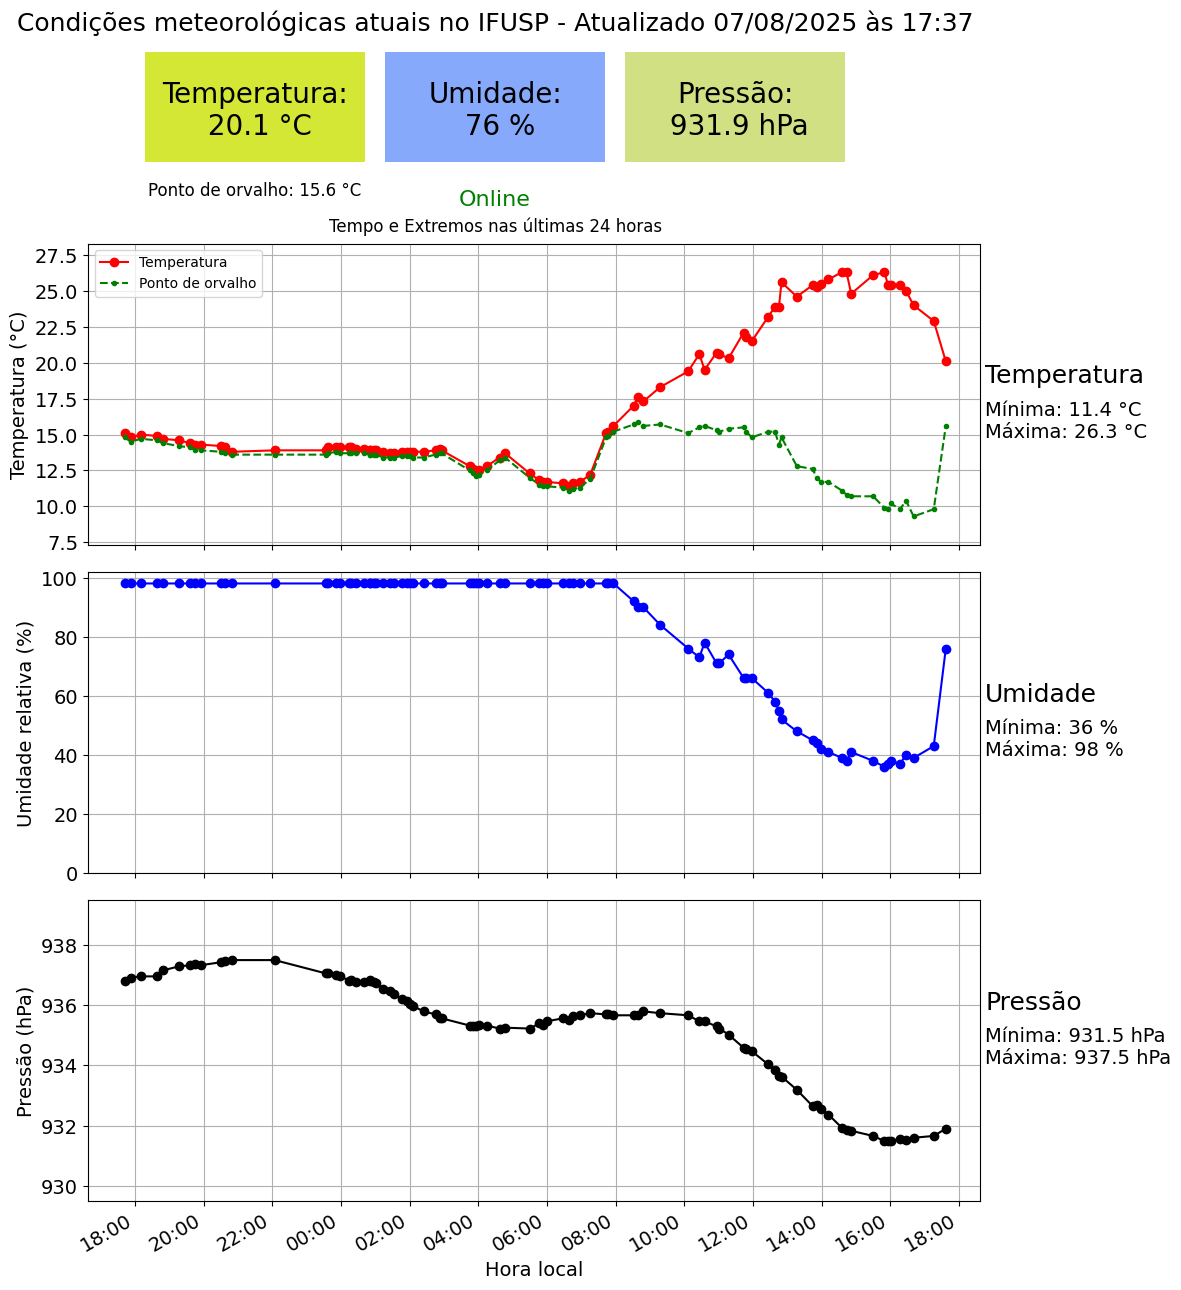 Condições meteorológicas atuais no IFUSP - Atualizado 07/08/2025 às 17:37
Temperatura:
20.1 °C
Umidade:
76 %
Pressão:
931.9 hPa
Ponto de orvalho: 15.6 °C
Online
Tempo e Extremos nas últimas 24 horas
Temperatura (°C)
27.5
25.0
22.5
20.0
17.5
15.0
12.5
10.0
7.5
Temperatura
Ponto de orvalho
Temperatura
Mínima: 11.4 °C
Máxima: 26.3 °C
Umidade relativa (%)
100
80
60
40
20
0
Umidade
Mínima: 36 %
Máxima: 98 %
Pressão (hPa)
938
936
934
932
930
Pressão
Mínima: 931.5 hPa
Máxima: 937.5 hPa
18:00 20:00 22:00 00:00 02:00 04:00 06:00 08:00 10:00 12:00 14:00 16:00 18:00
Hora local